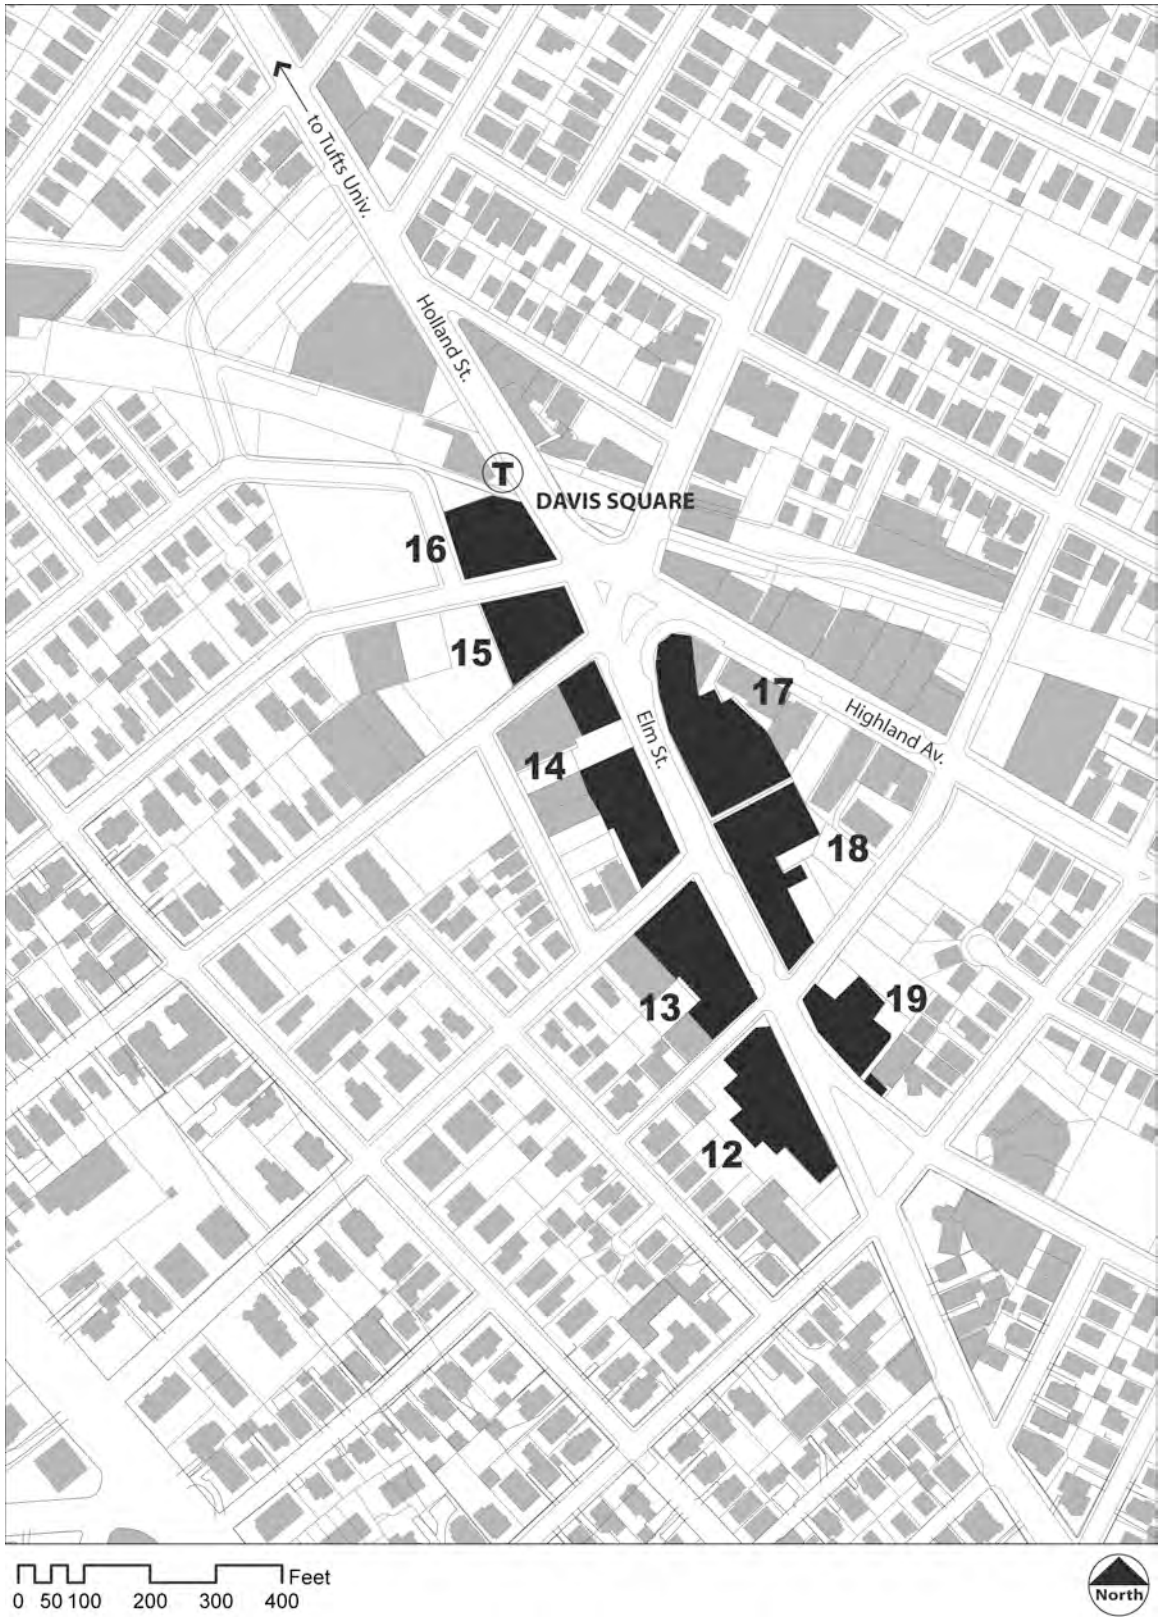 to Tufts Univ.
Holland St.
T
DAVIS SQUARE
16
15
17
Elm St.
Highland Av.
14
18
19
13
12
Feet
0 50 100 200 300 400
North